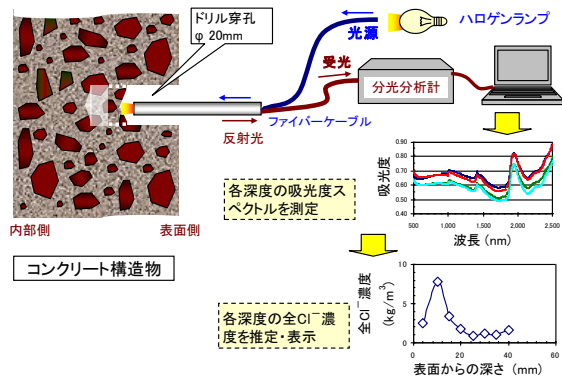 ドリル穿孔
φ 20mm
光源
ハロゲンランプ
受光
分光分析計
反射光
ファイバーケーブル
内部側
表面側
コンクリート構造物
各深度の吸光度ス
ペクトルを測定
吸光度
0.90
0.80
0.70
0.60
0.50
0.40
500
1,000
1,500
2,000
2,500
波長 (nm)
各深度の全Cl⁻濃
度を推定・表示
全Cl⁻濃度
(kg/m³)
10
5
0
0
20
40
60
表面からの深さ (mm)